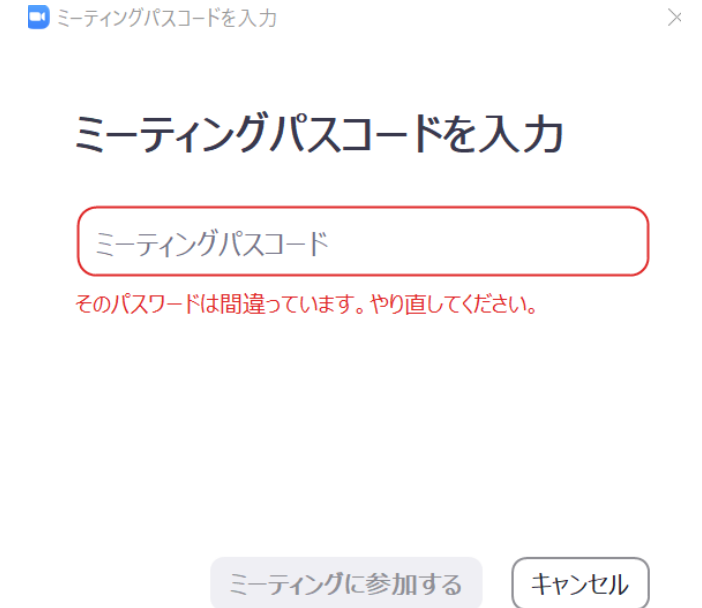 ミーティングパスコードを入力
ミーティングパスコードを入力
ミーティングパスコード
そのパスワードは間違っています。やり直してください。
ミーティングに参加する
キャンセル